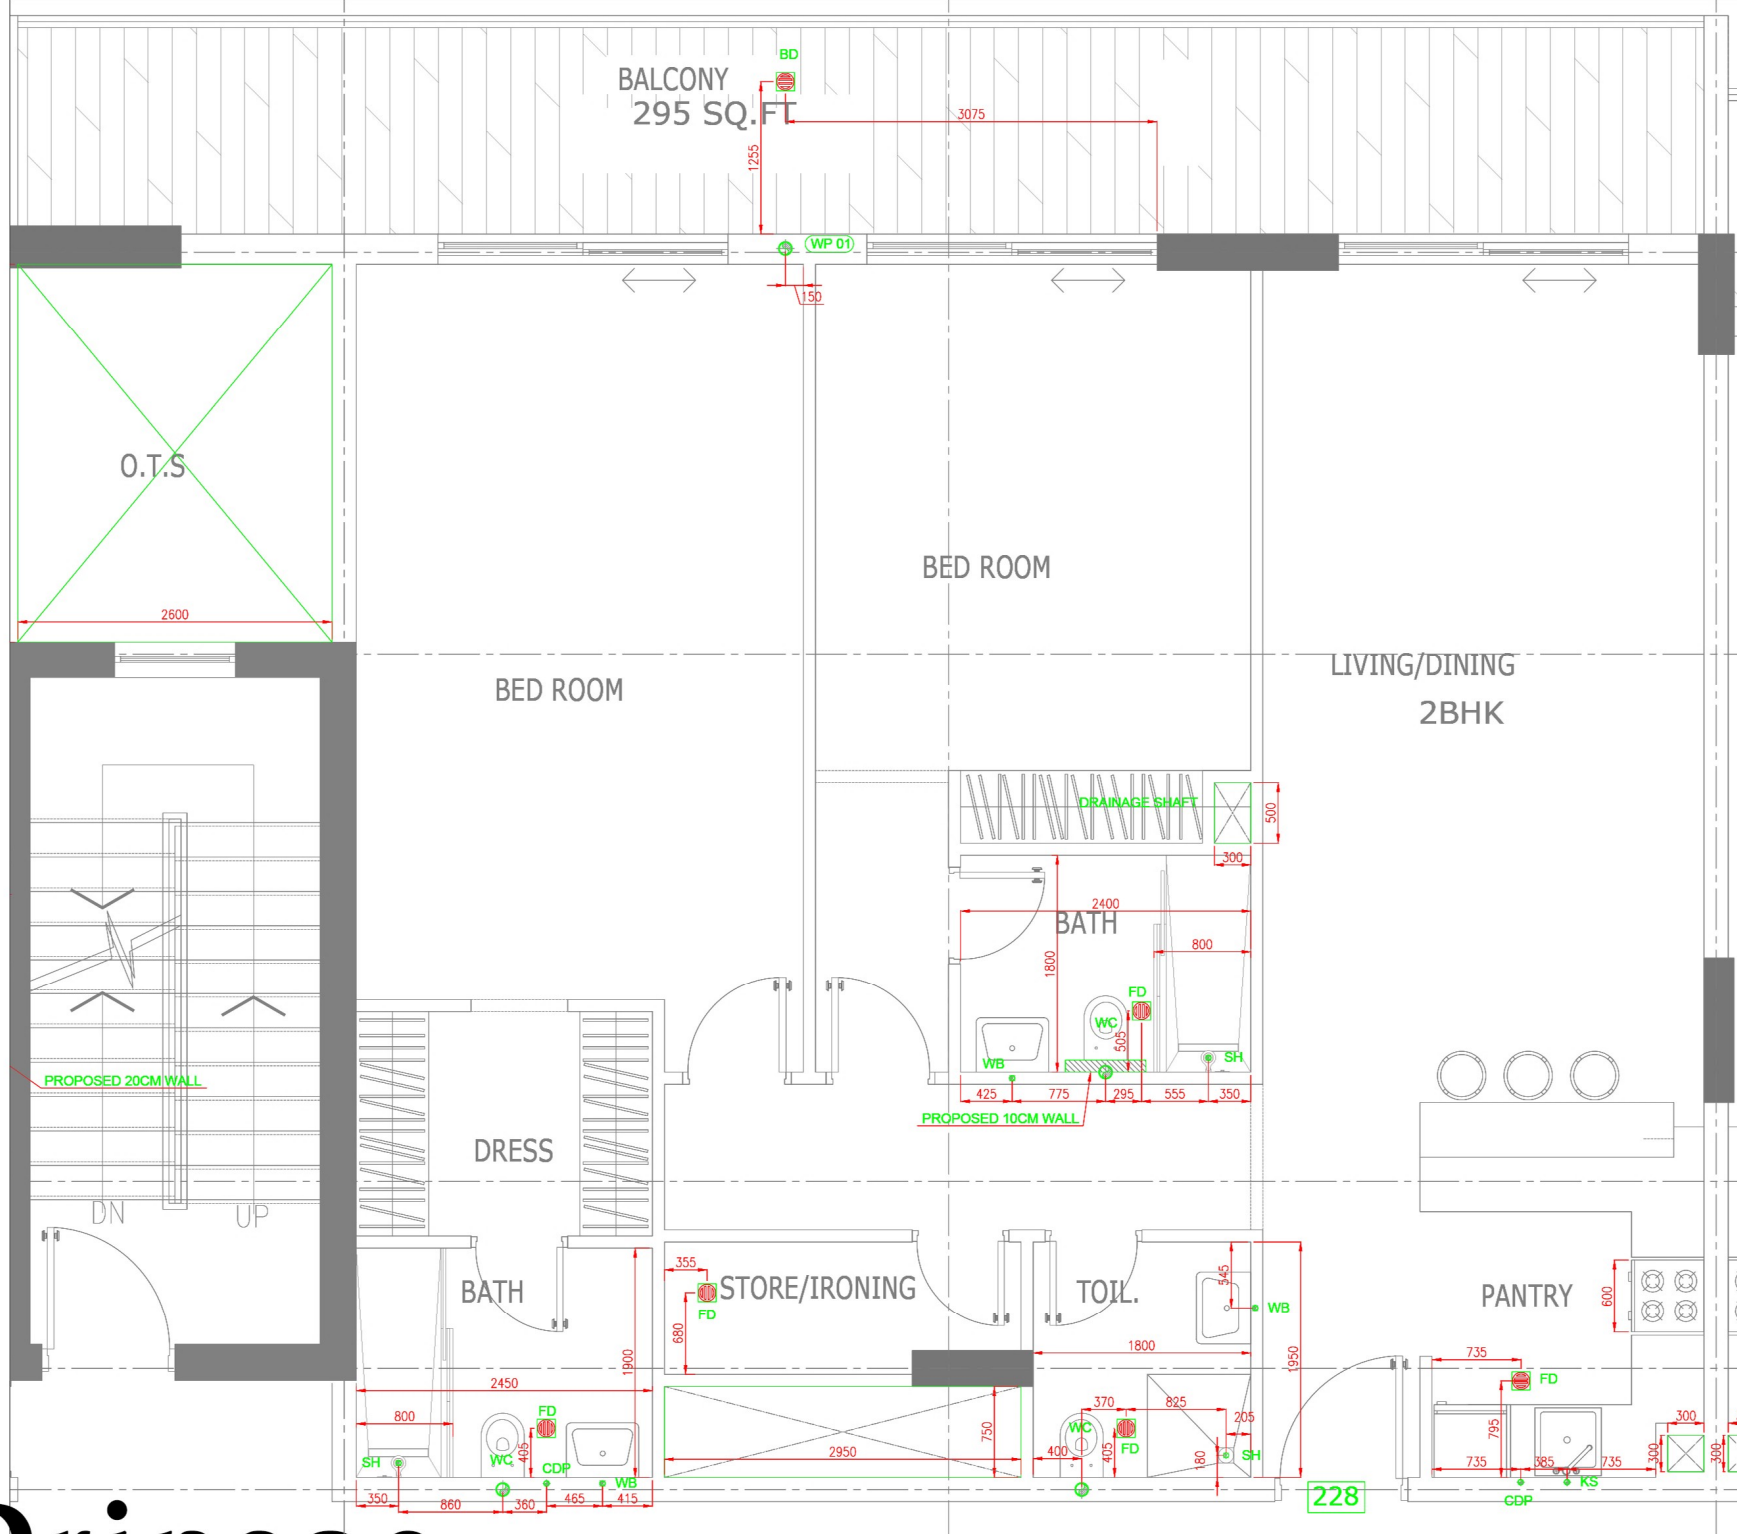 BD
BALCONY
295 SQ.FT
3075
1255
WP 01
150
O.T.S
2600
BED ROOM
BED ROOM
LIVING/DINING
2BHK
DRAINAGE SHAFT
500
300
2400
BATH
800
1800
FD
WC
505
WB
SH
425 775 295 555 350
PROPOSED 10CM WALL
PROPOSED 20CM WALL
DRESS
DN
UP
355
FD
680
STORE/IRONING
BATH
1900
2450
800
FD
WC
405
CDP
SH
WB
350 860 360 465 415
750
2950
TOIL.
545
WB
1800
1950
370 825
205
WC
FD
400
405
180
SH
PANTRY
600
735
FD
795
300
300
300
735 385 735
KS
CDP
228